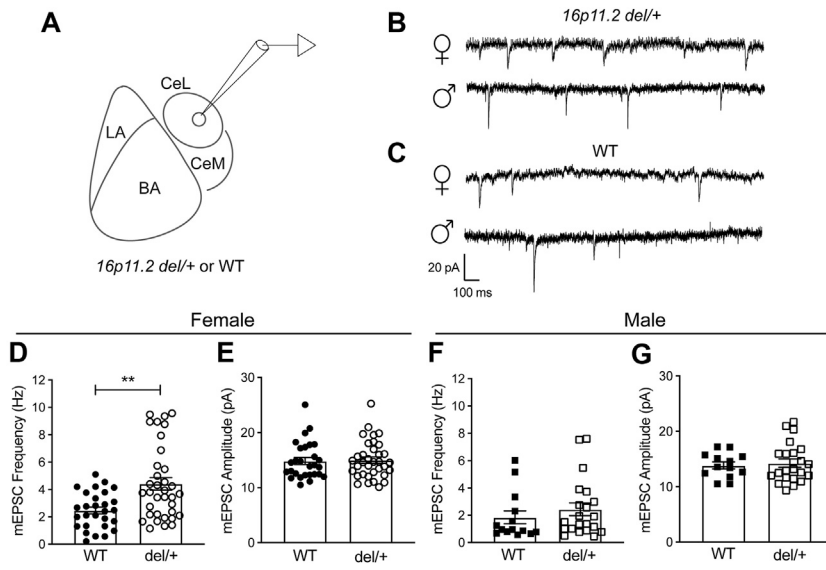 A
CeL
LA
CeM
BA
16p11.2 del/+ or WT
B
16p11.2 del/+
♀
♂
C
WT
♀
♂
20 pA
100 ms
Female
Male
D
mEPSC Frequency (Hz)
12
10
8
6
4
2
0
**
WT
del/+
E
mEPSC Amplitude (pA)
30
20
10
0
WT
del/+
F
mEPSC Frequency (Hz)
12
10
8
6
4
2
0
WT
del/+
G
mEPSC Amplitude (pA)
30
20
10
0
WT
del/+